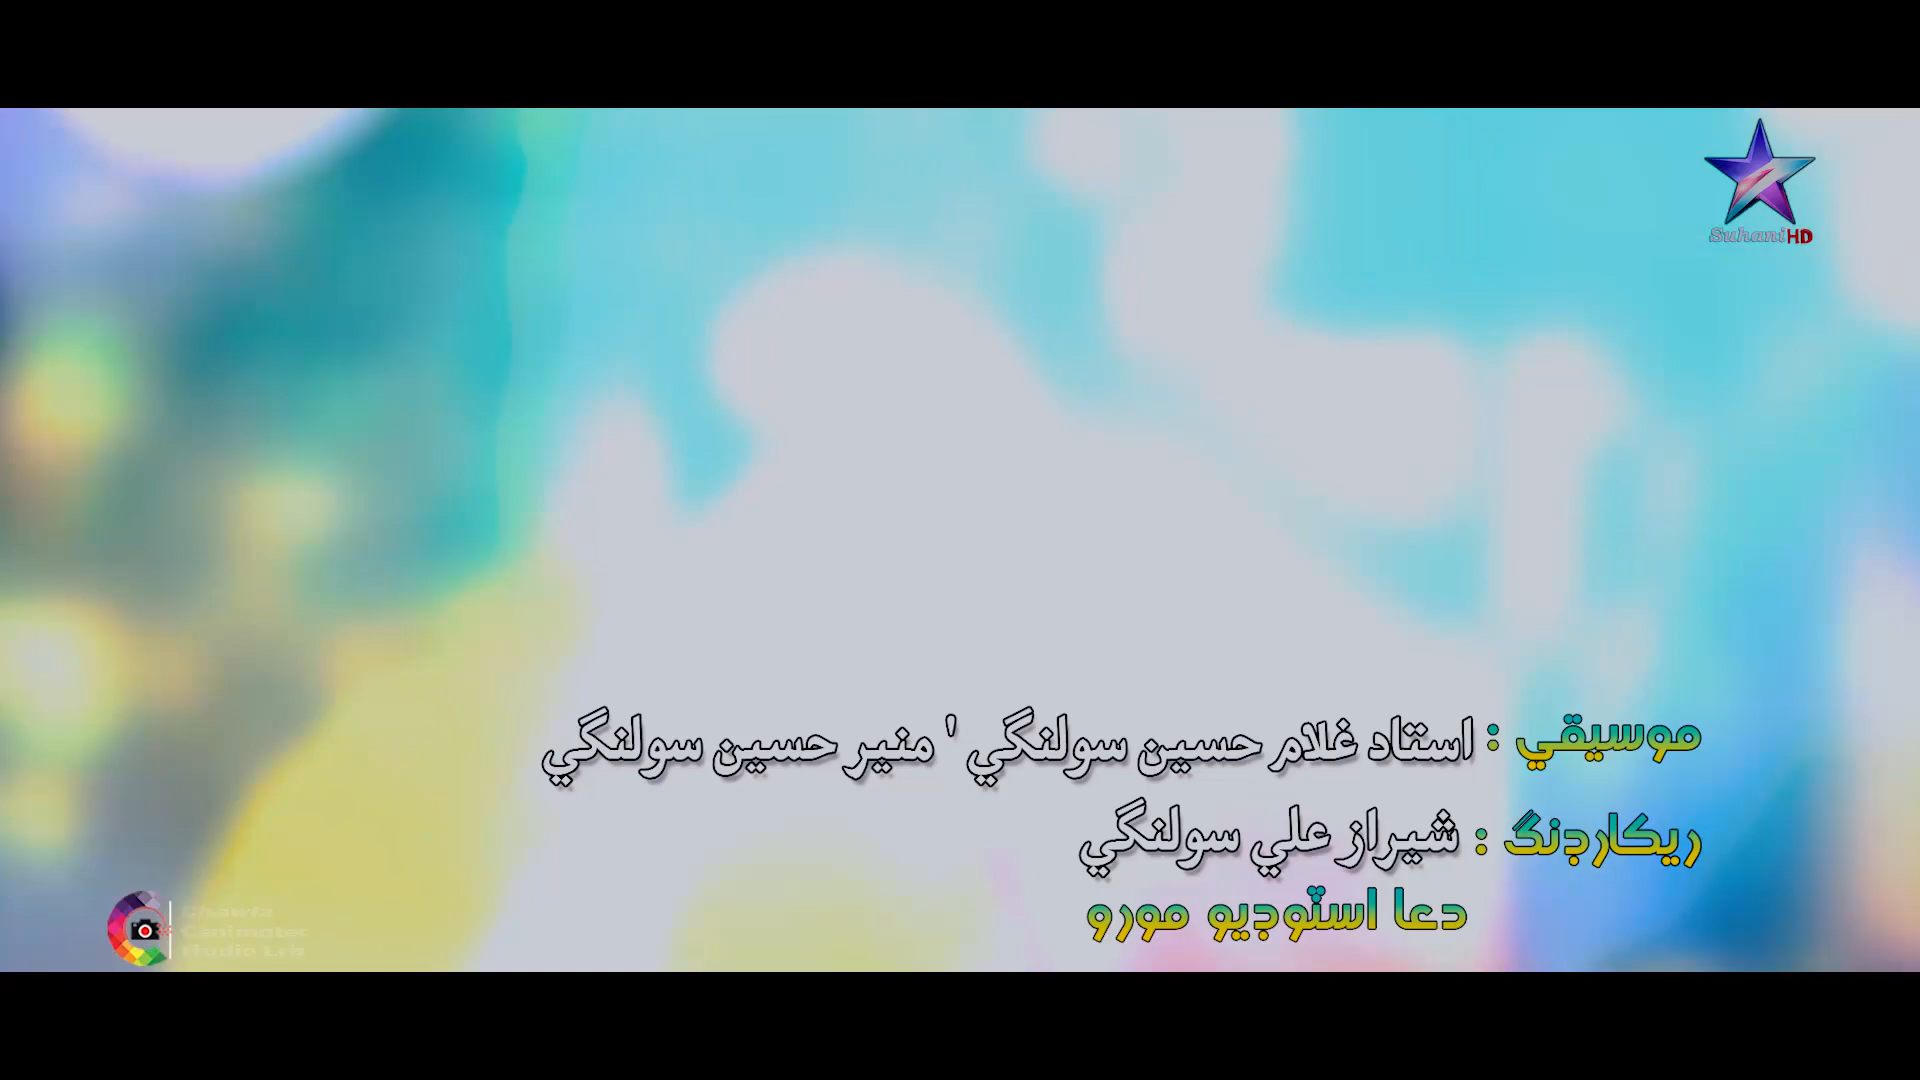 Suhani HD
موسيقي : استاد غلام حسين سولنگي ' منير حسين سولنگي
ريڪارڊنگ : شيراز علي سولنگي
دعا اسٽوڊيو مورو